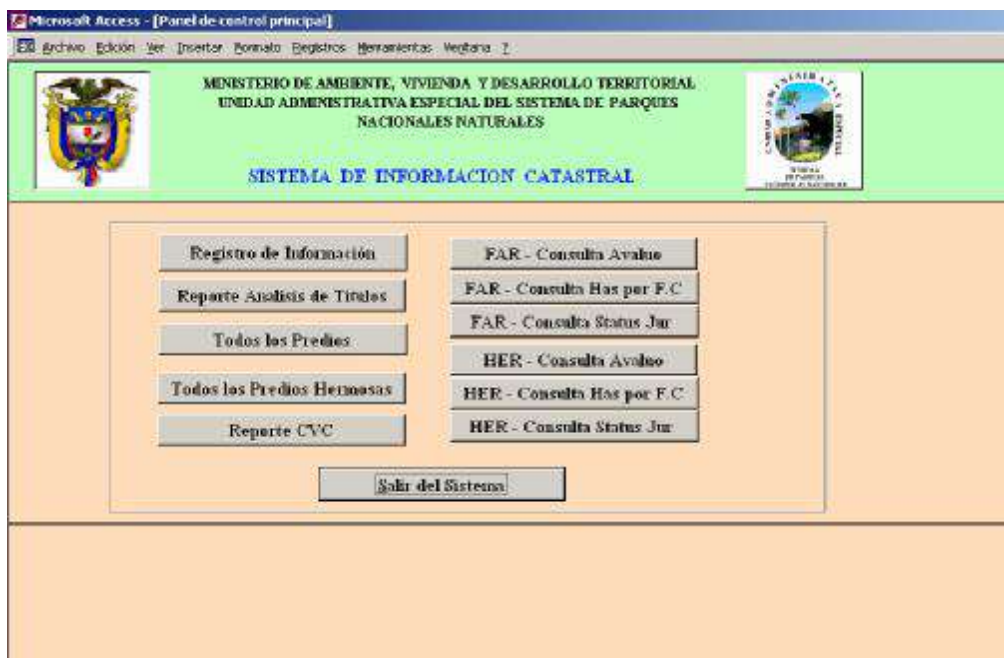 Microsoft Access - [Panel de control principal]
Archivo Edición Ver Insertar Formato Registros Herramientas Ventana ?
MINISTERIO DE AMBIENTE, VIVIENDA Y DESARROLLO TERRITORIAL
UNIDAD ADMINISTRATIVA ESPECIAL DEL SISTEMA DE PARQUES
NACIONALES NATURALES
SISTEMA DE INFORMACION CATASTRAL
Registro de Información
Reporte Analisis de Titulos
Todos los Predios
Todos los Predios Hermosas
Reporte CVC
FAR - Consulta Avaluo
FAR - Consulta Has por F.C
FAR - Consulta Status Jur
HER - Consulta Avaluo
HER - Consulta Has por F.C
HER - Consulta Status Jur
Salir del Sistema